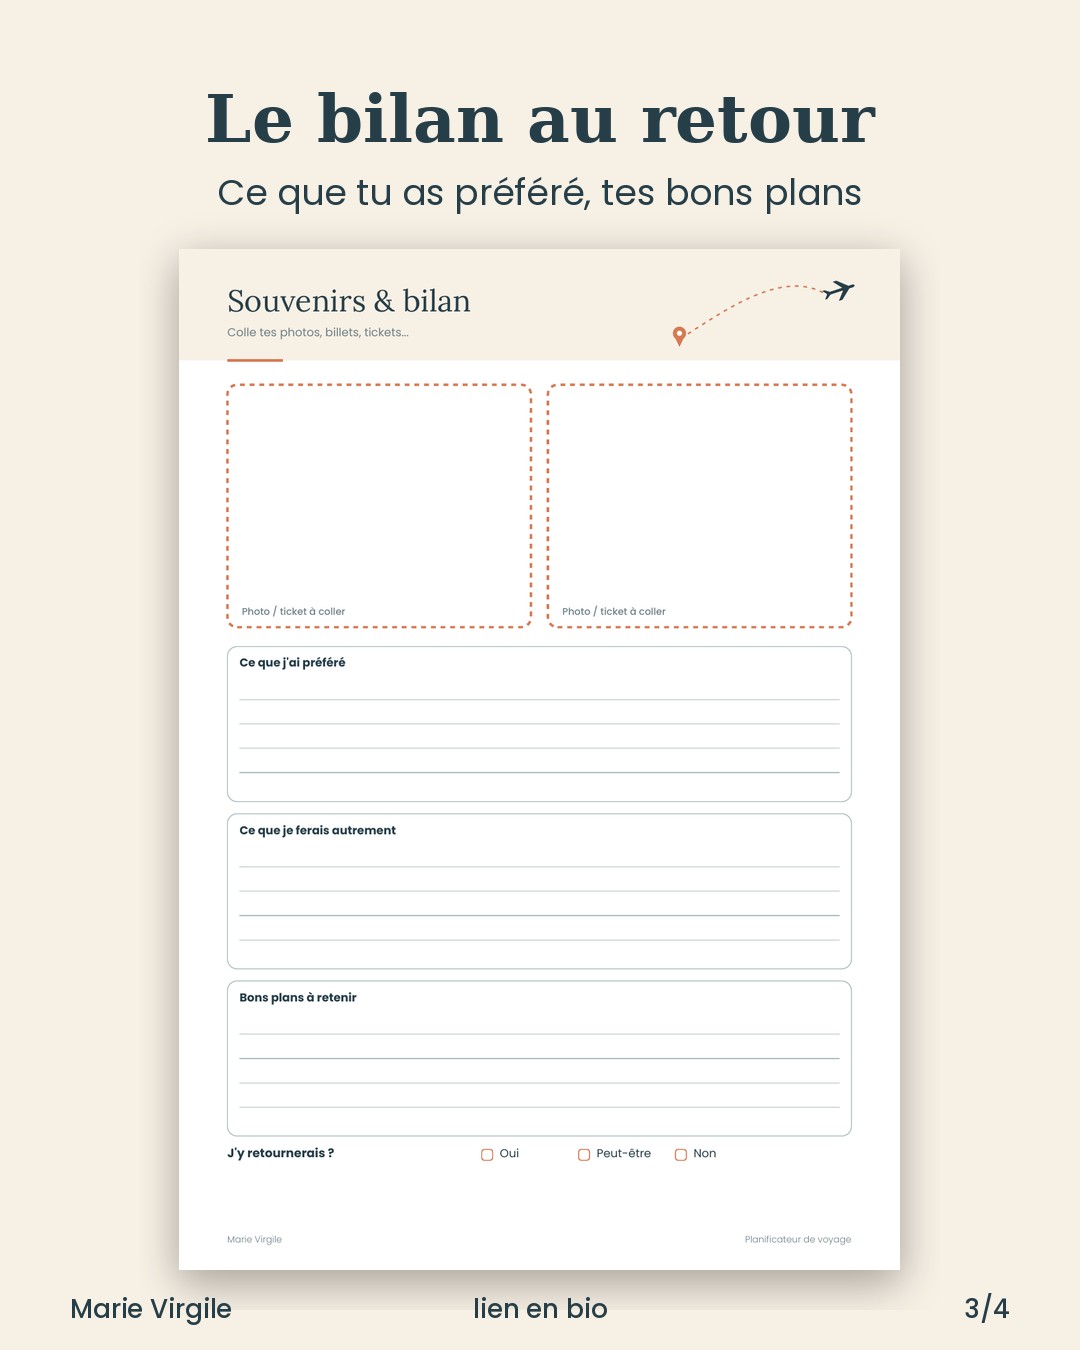 Le bilan au retour
Ce que tu as préféré, tes bons plans
Souvenirs & bilan
Colle tes photos, billets, tickets...
Photo / ticket à coller
Photo / ticket à coller
Ce que j'ai préféré
Ce que je ferais autrement
Bons plans à retenir
J'y retournerais ?
Oui
Peut-être
Non
Marie Virgile
Planificateur de voyage
Marie Virgile
lien en bio
3/4